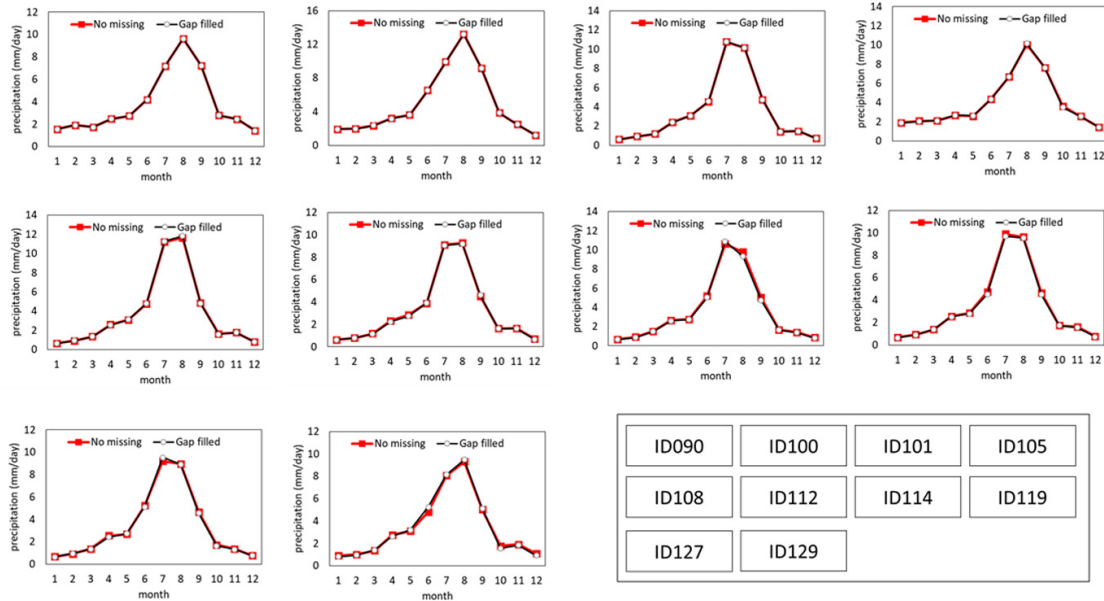 No missing Gap filled
precipitation (mm/day)
12
10
8
6
4
2
0
1 2 3 4 5 6 7 8 9 10 11 12
month
No missing Gap filled
precipitation (mm/day)
16
12
8
4
0
1 2 3 4 5 6 7 8 9 10 11 12
month
No missing Gap filled
precipitation (mm/day)
14
12
10
8
6
4
2
0
1 2 3 4 5 6 7 8 9 10 11 12
month
No missing Gap filled
precipitation (mm/day)
14
12
10
8
6
4
2
0
1 2 3 4 5 6 7 8 9 10 11 12
month
No missing Gap filled
precipitation (mm/day)
14
12
10
8
6
4
2
0
1 2 3 4 5 6 7 8 9 10 11 12
month
No missing Gap filled
precipitation (mm/day)
12
10
8
6
4
2
0
1 2 3 4 5 6 7 8 9 10 11 12
month
No missing Gap filled
precipitation (mm/day)
14
12
10
8
6
4
2
0
1 2 3 4 5 6 7 8 9 10 11 12
month
No missing Gap filled
precipitation (mm/day)
12
10
8
6
4
2
0
1 2 3 4 5 6 7 8 9 10 11 12
month
No missing Gap filled
precipitation (mm/day)
12
10
8
6
4
2
0
1 2 3 4 5 6 7 8 9 10 11 12
month
No missing Gap filled
precipitation (mm/day)
12
10
8
6
4
2
0
1 2 3 4 5 6 7 8 9 10 11 12
month
ID090 ID100 ID101 ID105
ID108 ID112 ID114 ID119
ID127 ID129